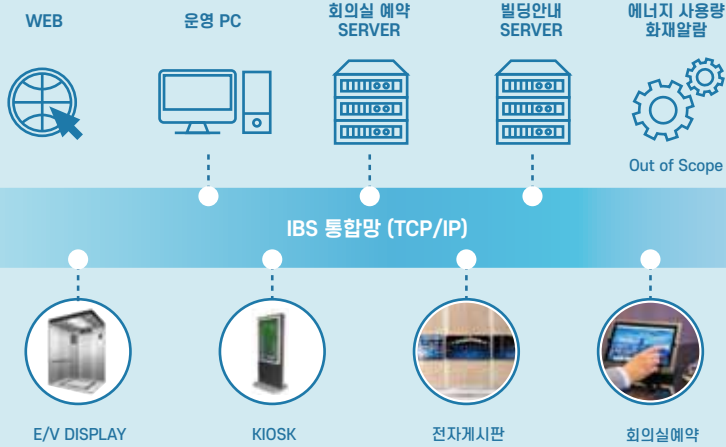 WEB
운영 PC
회의실 예약
SERVER
빌딩안내
SERVER
에너지 사용량
화재알람
Out of Scope
IBS 통합망 (TCP/IP)
E/V DISPLAY
KIOSK
전자게시판
회의실예약